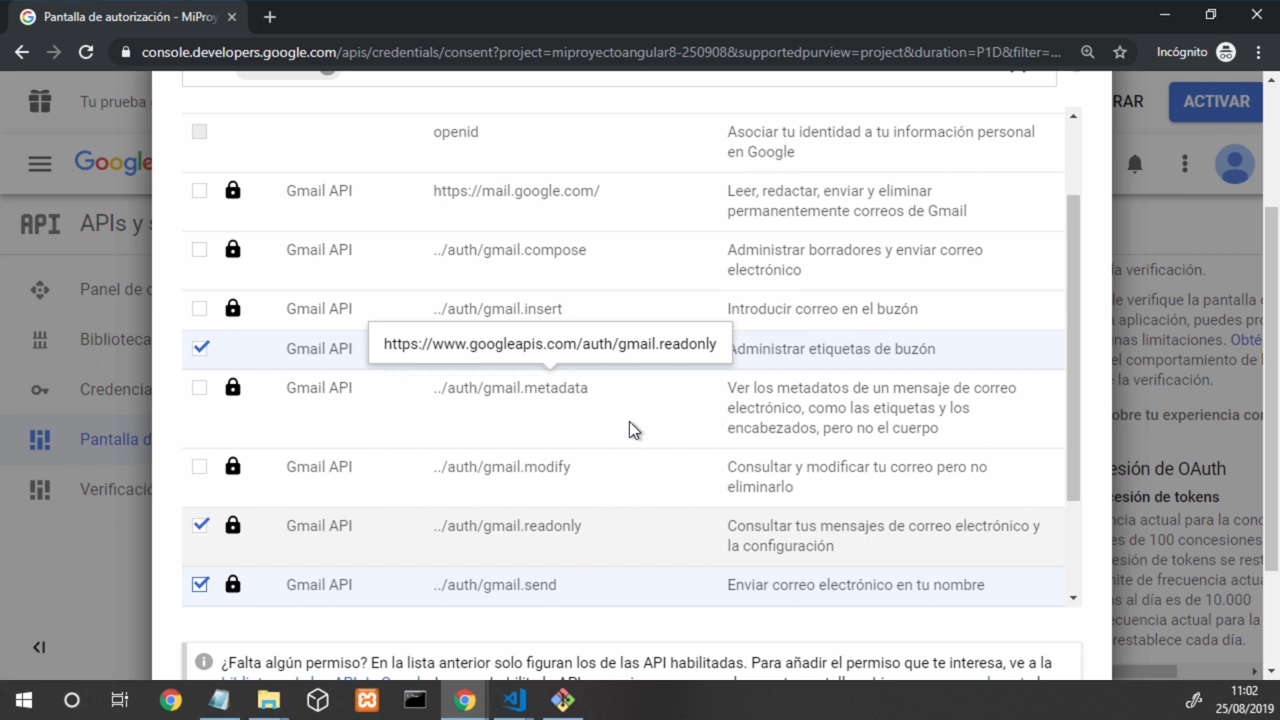 Pantalla de autorización - MiProy
console.developers.google.com/apis/credentials/consent?project=miproyectoangular8-250908&supportedpurview=project&duration=P1D&filter=...
Incógnito
Tu prueba
RAR
ACTIVAR
Google
API
APIs y s
Panel de c
Biblioteca
Credencia
Pantalla d
Verificació
openid
Asociar tu identidad a tu información personal
en Google
Gmail API
https://mail.google.com/
Leer, redactar, enviar y eliminar
permanentemente correos de Gmail
Gmail API
../auth/gmail.compose
Administrar borradores y enviar correo
electrónico
Gmail API
../auth/gmail.insert
Introducir correo en el buzón
Gmail API
https://www.googleapis.com/auth/gmail.readonly
Administrar etiquetas de buzón
Gmail API
../auth/gmail.metadata
Ver los metadatos de un mensaje de correo
electrónico, como las etiquetas y los
encabezados, pero no el cuerpo
Gmail API
../auth/gmail.modify
Consultar y modificar tu correo pero no
eliminarlo
Gmail API
../auth/gmail.readonly
Consultar tus mensajes de correo electrónico y
la configuración
Gmail API
../auth/gmail.send
Enviar correo electrónico en tu nombre
¿Falta algún permiso? En la lista anterior solo figuran los de las API habilitadas. Para añadir el permiso que te interesa, ve a la
la verificación.
le verifique la pantalla
aplicación, puedes pro
nas limitaciones. Obté
el comportamiento de
la verificación.
obre tu experiencia co
esión de OAuth
cesión de tokens
ncia actual para la conc
es de 100 concesiones
esión de tokens se rest
ite de frecuencia actua
s al día es de 10.000
ecuencia actual para la
restablece cada día.
11:02
25/08/2019